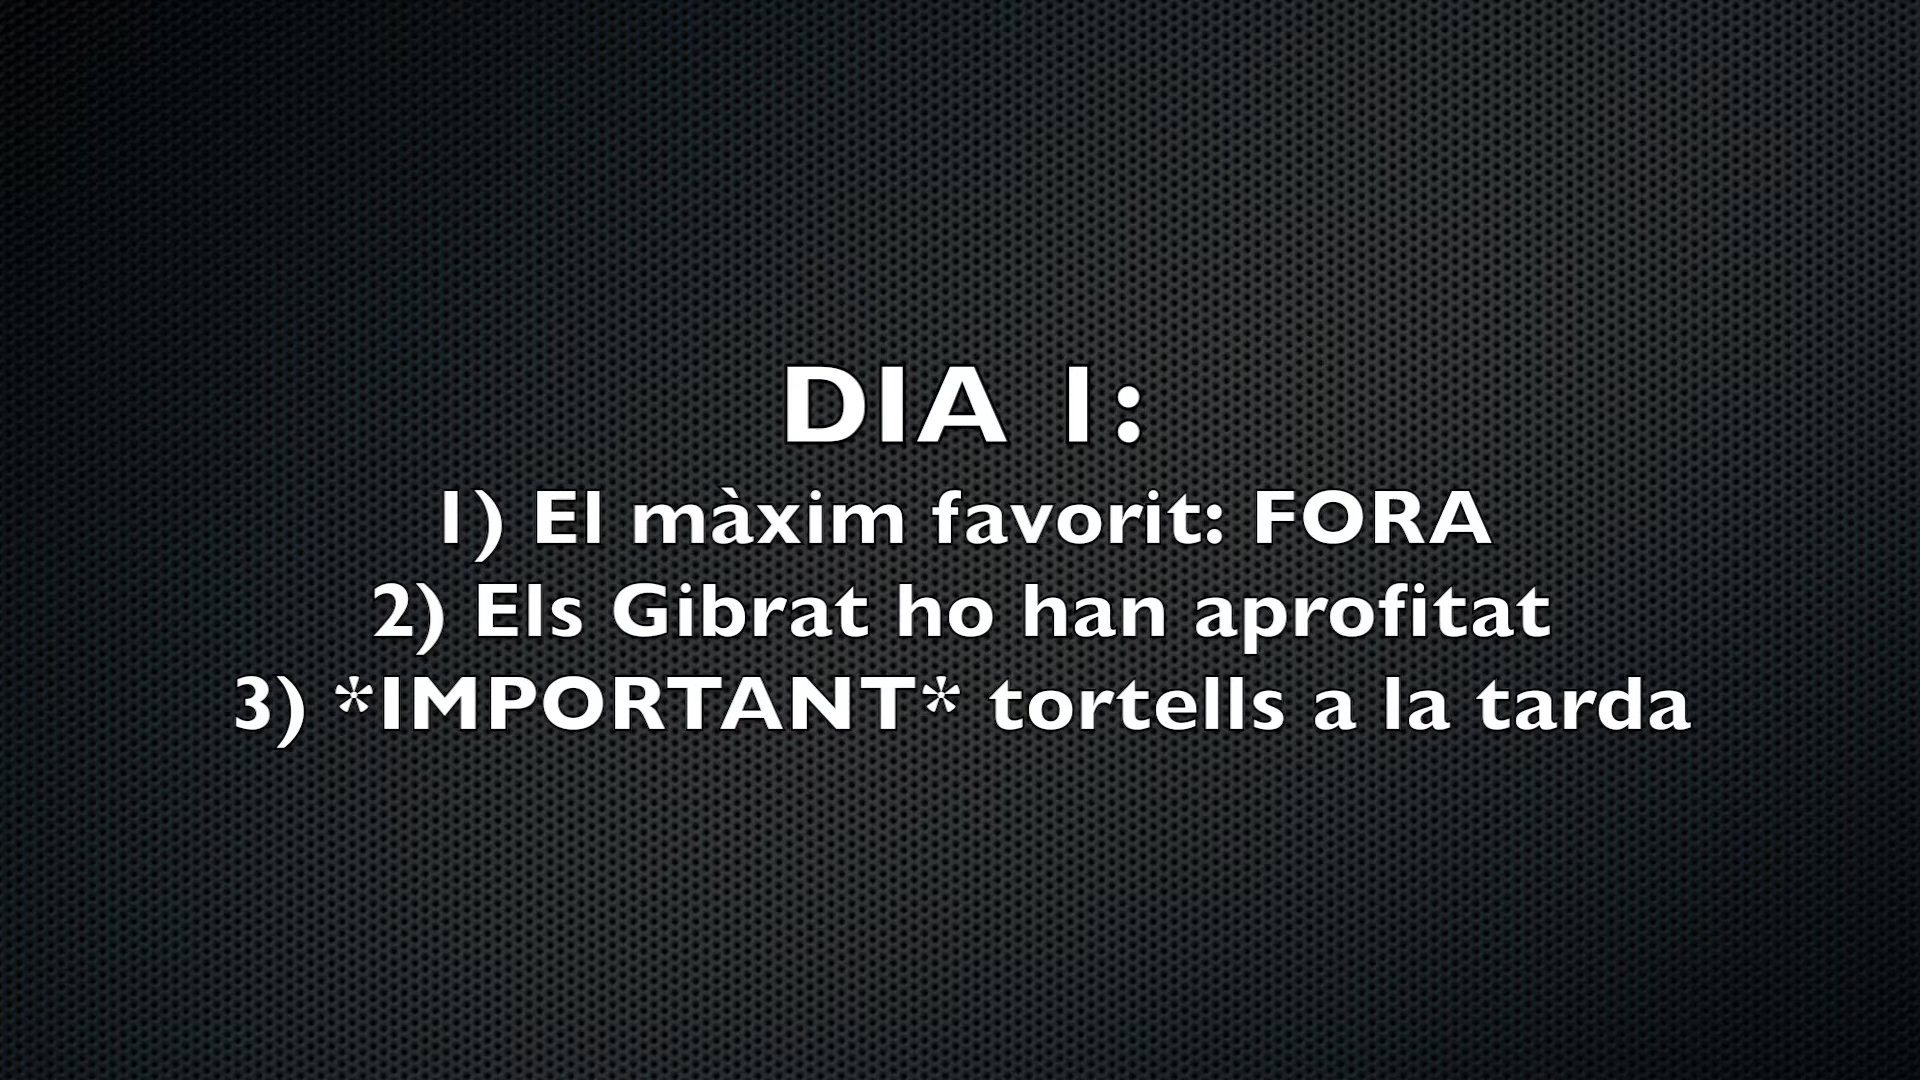 DIA 1:
1) El màxim favorit: FORA
2) Els Gibrat ho han aprofitat
3) *IMPORTANT* tortells a la tarda